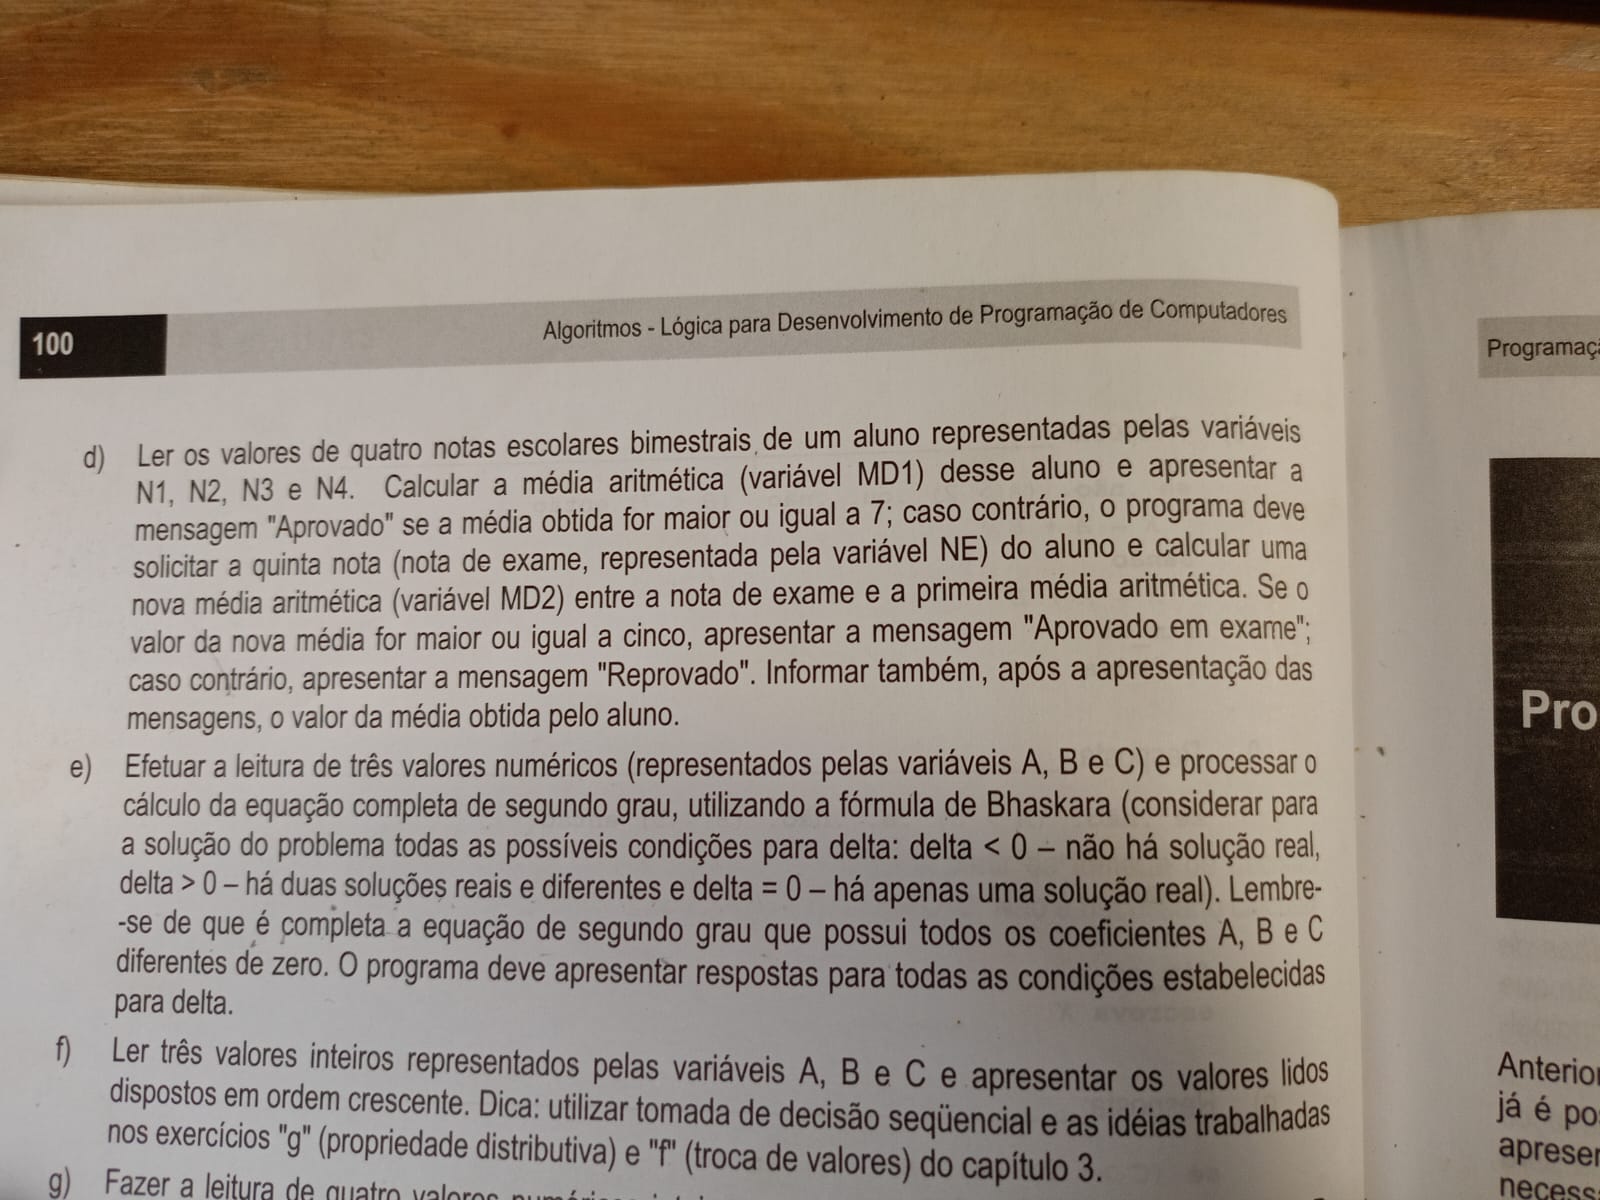 100
Algoritmos - Lógica para Desenvolvimento de Programação de Computadores
d) Ler os valores de quatro notas escolares bimestrais de um aluno representadas pelas variáveis
N1, N2, N3 e N4. Calcular a média aritmética (variável MD1) desse aluno e apresentar a
mensagem "Aprovado" se a média obtida for maior ou igual a 7; caso contrário, o programa deve
solicitar a quinta nota (nota de exame, representada pela variável NE) do aluno e calcular uma
nova média aritmética (variável MD2) entre a nota de exame e a primeira média aritmética. Se o
valor da nova média for maior ou igual a cinco, apresentar a mensagem "Aprovado em exame";
caso contrário, apresentar a mensagem "Reprovado". Informar também, após a apresentação das
mensagens, o valor da média obtida pelo aluno.
e) Efetuar a leitura de três valores numéricos (representados pelas variáveis A, B e C) e processar o
cálculo da equação completa de segundo grau, utilizando a fórmula de Bhaskara (considerar para
a solução do problema todas as possíveis condições para delta: delta < 0 – não há solução real,
delta > 0 – há duas soluções reais e diferentes e delta = 0 – há apenas uma solução real). Lembre-
-se de que é completa a equação de segundo grau que possui todos os coeficientes A, B e C
diferentes de zero. O programa deve apresentar respostas para todas as condições estabelecidas
para delta.
f) Ler três valores inteiros representados pelas variáveis A, B e C e apresentar os valores lidos
dispostos em ordem crescente. Dica: utilizar tomada de decisão seqüencial e as idéias trabalhadas
nos exercícios "g" (propriedade distributiva) e "f" (troca de valores) do capítulo 3.
g) Fazer a leitura de quatro valores
Pro
já é